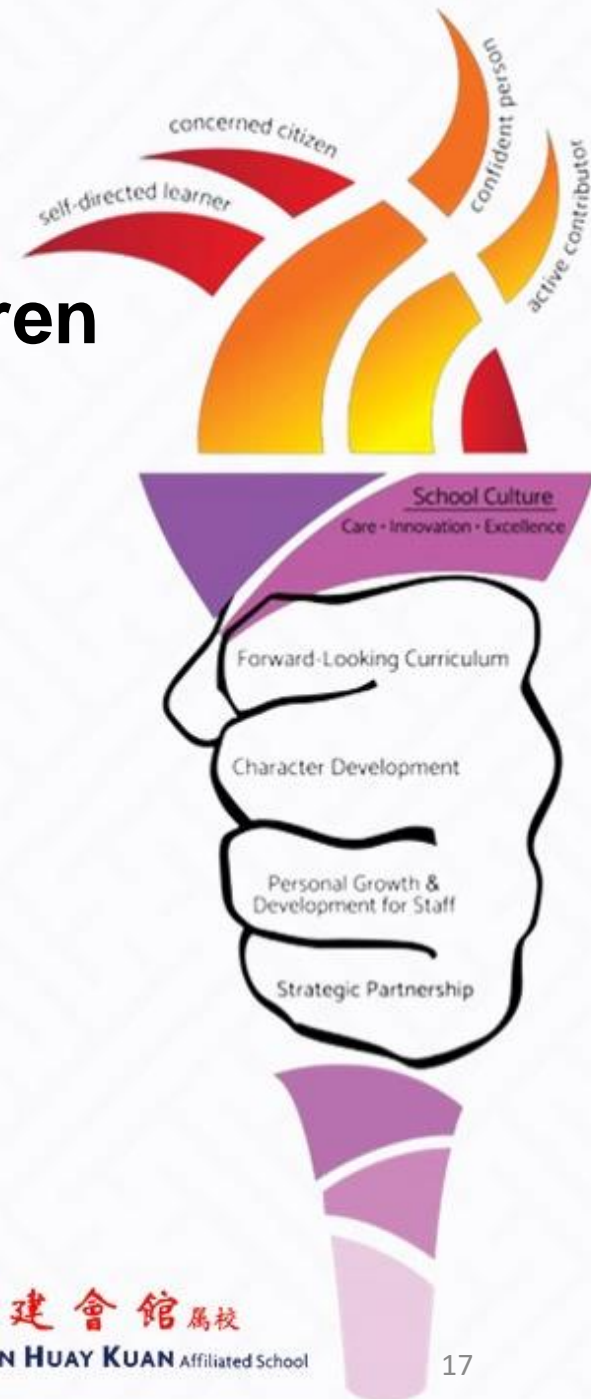 concerned citizen
self-directed learner
confident person
active contributor
ren
School Culture
Care • Innovation • Excellence
Forward-Looking Curriculum
Character Development
Personal Growth &
Development for Staff
Strategic Partnership
建會館属校
N HUAY KUAN Affiliated School
17